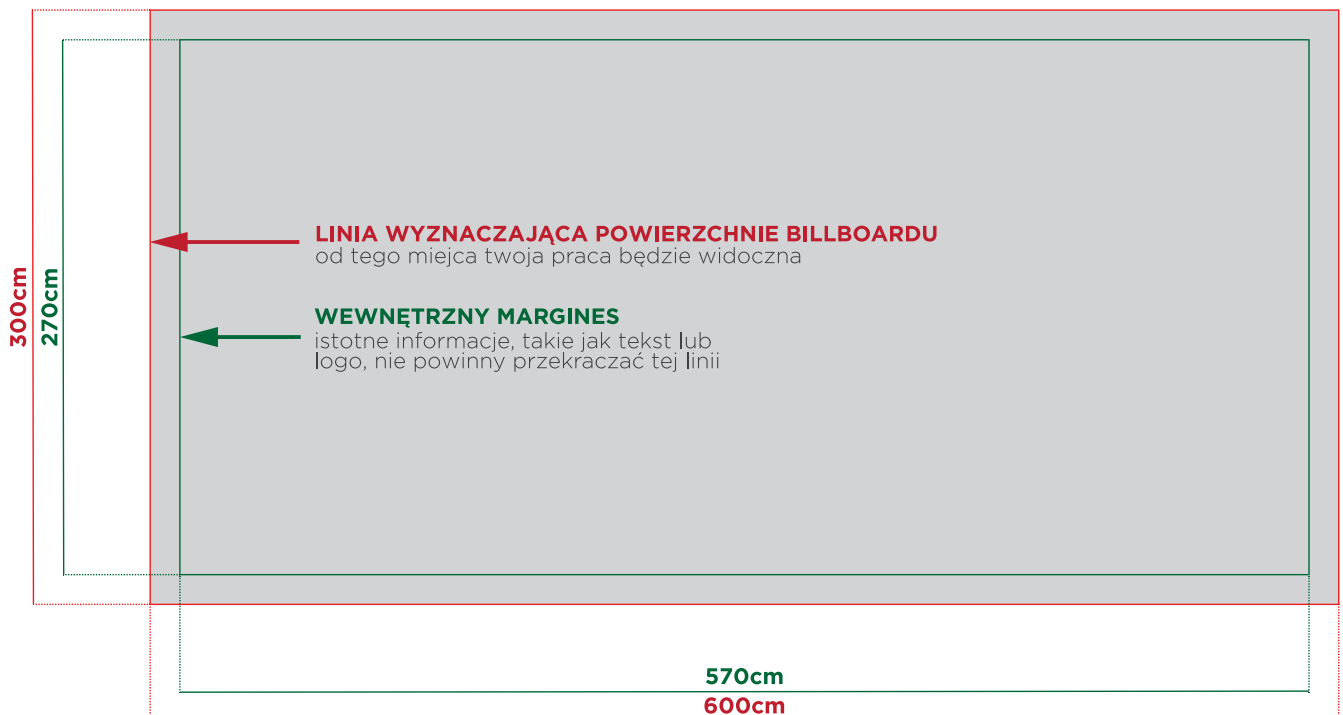 LINIA WYZNACZAJĄCA POWIERZCHNIE BILLBOARDU
od tego miejca twoja praca będzie widoczna
WEWNĘTRZNY MARGINES
istotne informacje, takie jak tekst lub
logo, nie powinny przekraczać tej linii
300cm
270cm
570cm
600cm